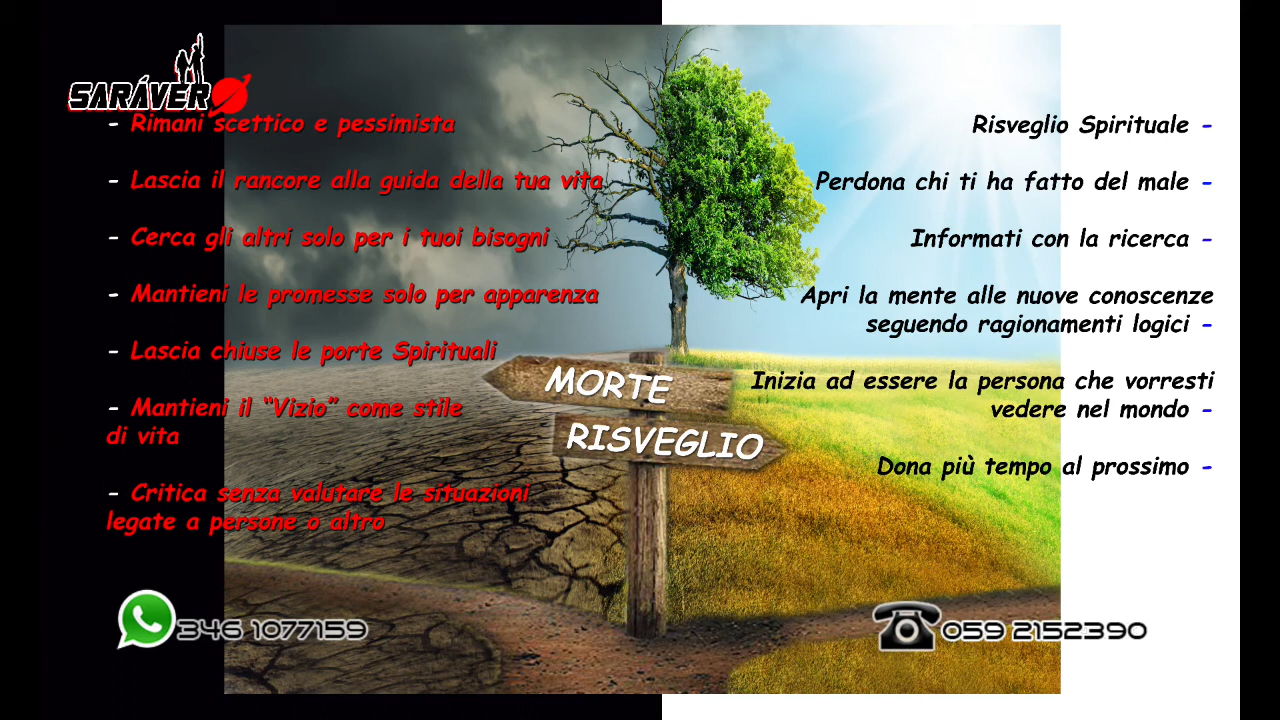 SARÁVER
- Rimani scettico e pessimista
- Lascia il rancore alla guida della tua vita
- Cerca gli altri solo per i tuoi bisogni
- Mantieni le promesse solo per apparenza
- Lascia chiuse le porte Spirituali
- Mantieni il “Vizio” come stile
di vita
- Critica senza valutare le situazioni
legate a persone o altro
MORTE
RISVEGLIO
Risveglio Spirituale -
Perdona chi ti ha fatto del male -
Informati con la ricerca -
Apri la mente alle nuove conoscenze
seguendo ragionamenti logici -
Inizia ad essere la persona che vorresti
vedere nel mondo -
Dona più tempo al prossimo -
346 1077159
059 2152390